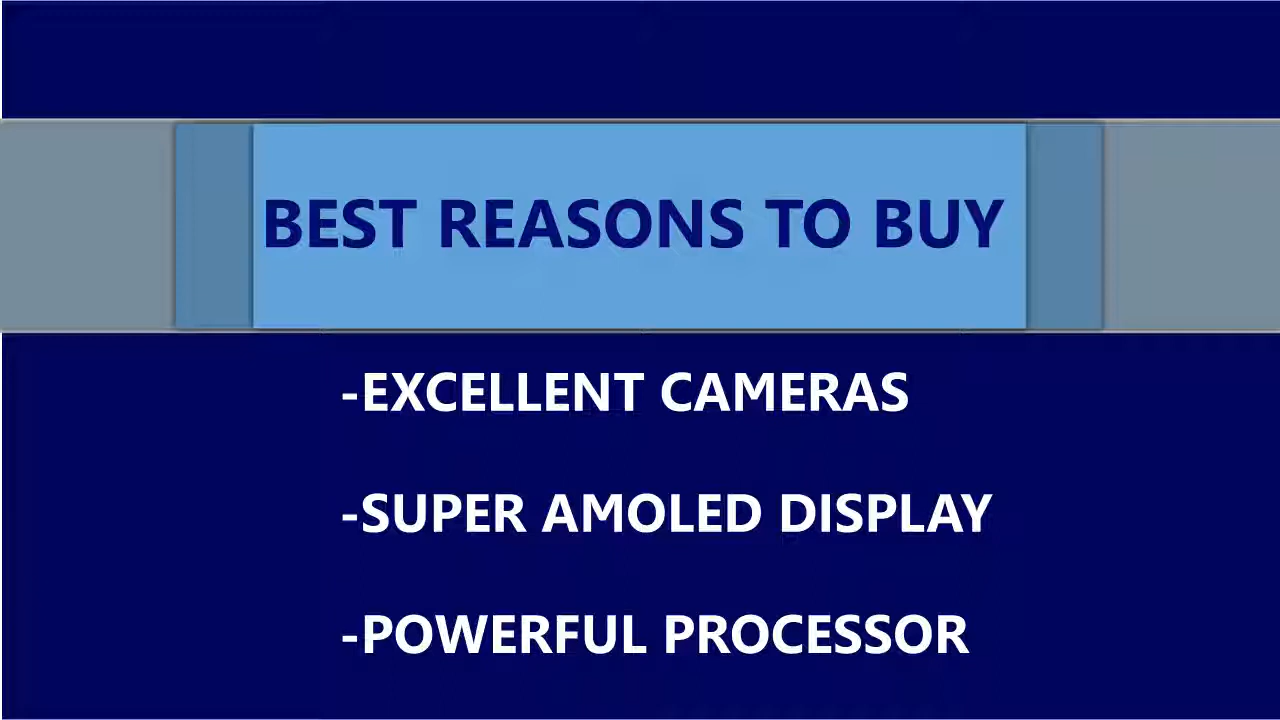 BEST REASONS TO BUY
-EXCELLENT CAMERAS
-SUPER AMOLED DISPLAY
-POWERFUL PROCESSOR